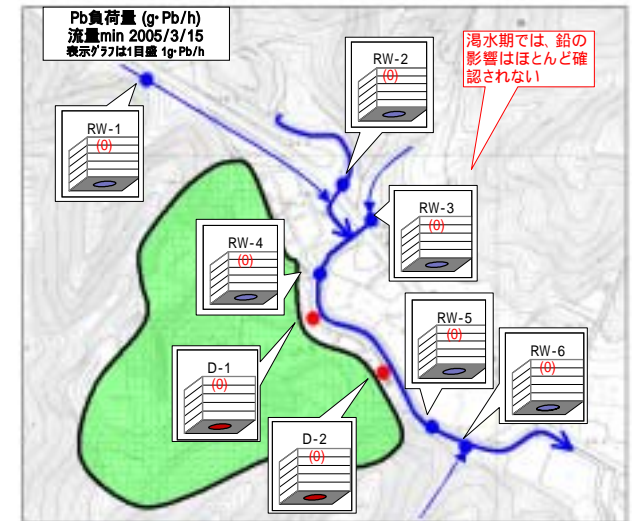 Pb負荷量 (g・Pb/h)
流量min 2005/3/15
表示グラフは1目盛 1g・Pb/h
渇水期では、鉛の
影響はほとんど確
認されない
RW-2
(0)
RW-1
(0)
RW-3
(0)
RW-4
(0)
RW-5
(0)
RW-6
(0)
D-1
(0)
D-2
(0)